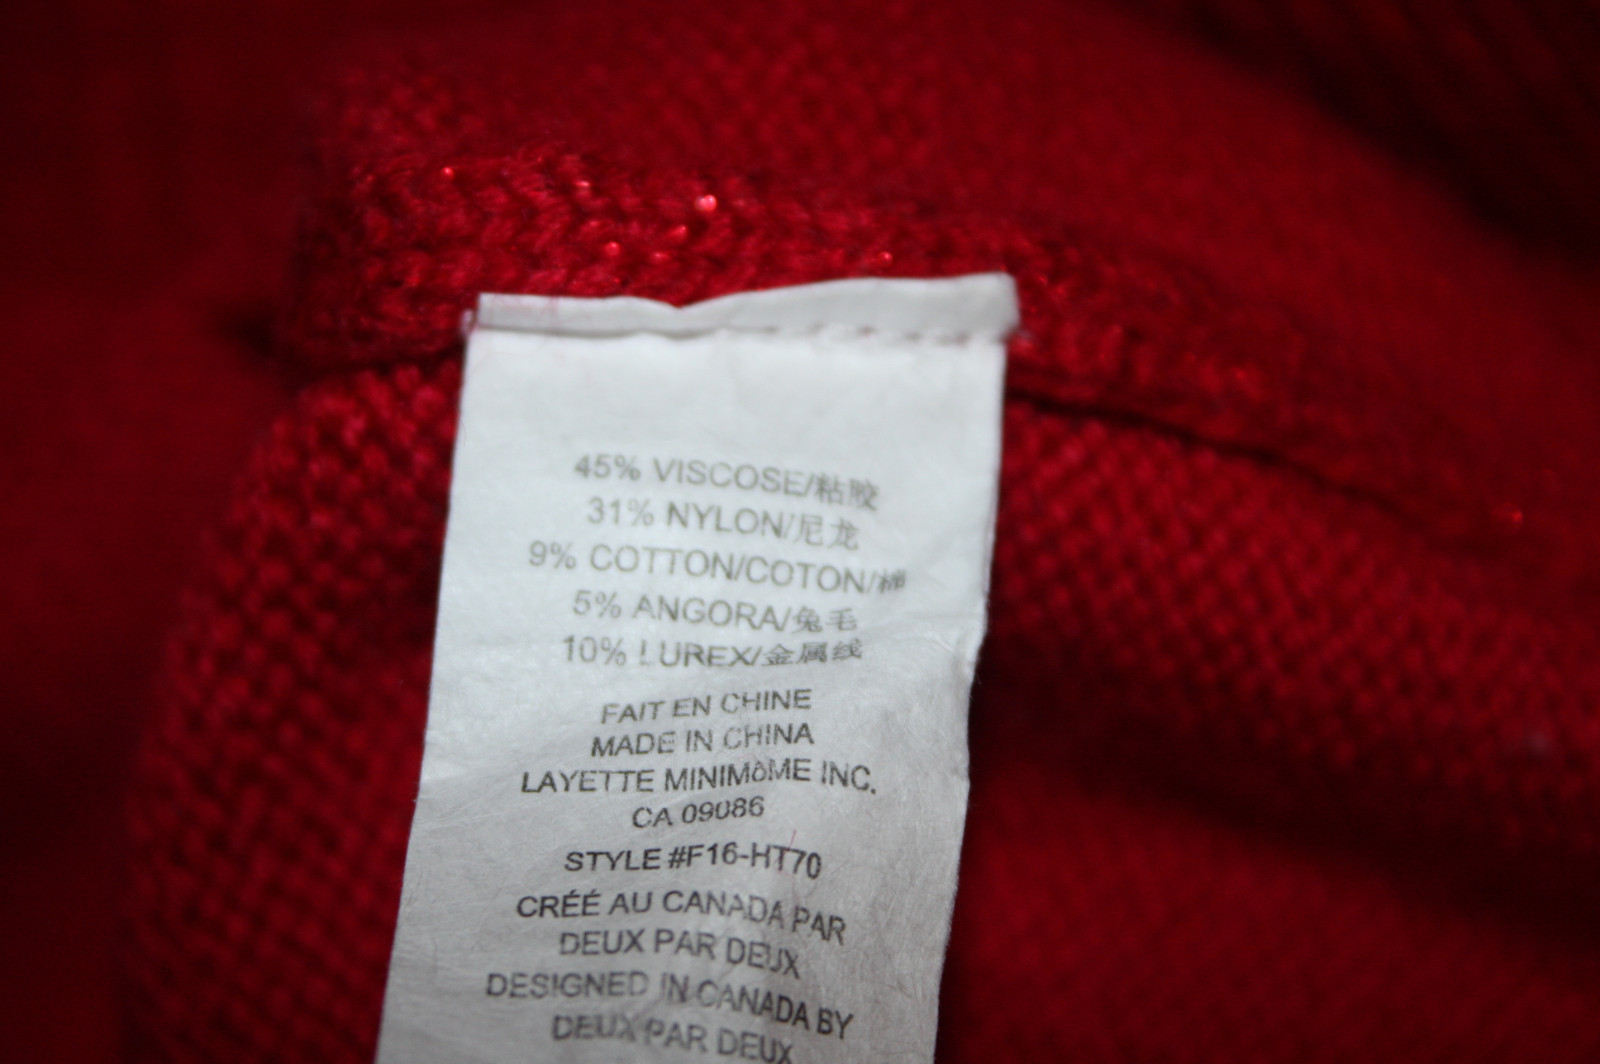 45% VISCOSE/粘胶
31% NYLON/尼龙
9% COTTON/COTON/棉
5% ANGORA/兔毛
10% LUREX/金属线
FAIT EN CHINE
MADE IN CHINA
LAYETTE MINIMôME INC.
CA 09086
STYLE #F16-HT70
CRÉÉ AU CANADA PAR
DEUX PAR DEUX
DESIGNED IN CANADA BY
DEUX PAR DEUX